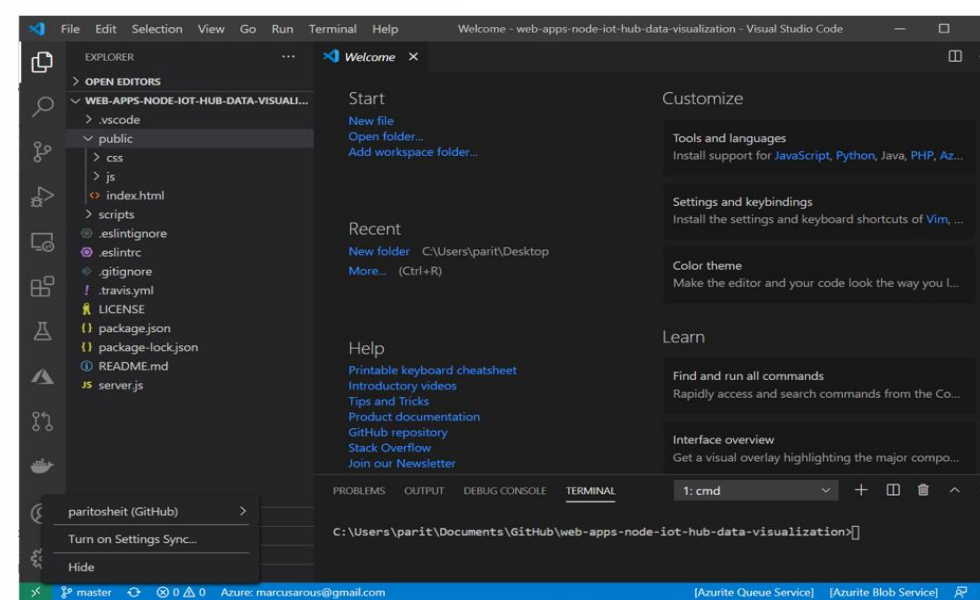 File Edit Selection View Go Run Terminal Help Welcome - web-apps-node-iot-hub-data-visualization - Visual Studio Code
EXPLORER
OPEN EDITORS
WEB-APPS-NODE-IOT-HUB-DATA-VISUALI...
.vscode
public
css
js
index.html
scripts
.eslintignore
.eslintrc
.gitignore
.travis.yml
LICENSE
package.json
package-lock.json
README.md
JS server.js
paritosheit (GitHub)
Turn on Settings Sync...
Hide
Welcome
Start
New file
Open folder...
Add workspace folder...
Recent
New folder C:\Users\parit\Desktop
More... (Ctrl+R)
Help
Printable keyboard cheatsheet
Introductory videos
Tips and Tricks
Product documentation
GitHub repository
Stack Overflow
Join our Newsletter
Customize
Tools and languages
Install support for JavaScript, Python, Java, PHP, Az...
Settings and keybindings
Install the settings and keyboard shortcuts of Vim, ...
Color theme
Make the editor and your code look the way you l...
Learn
Find and run all commands
Rapidly access and search commands from the Co...
Interface overview
Get a visual overlay highlighting the major compo...
PROBLEMS OUTPUT DEBUG CONSOLE TERMINAL 1: cmd
C:\Users\parit\Documents\GitHub\web-apps-node-iot-hub-data-visualization>
master 0 0 Azure: marcusarous@gmail.com [Azurite Queue Service] [Azurite Blob Service]